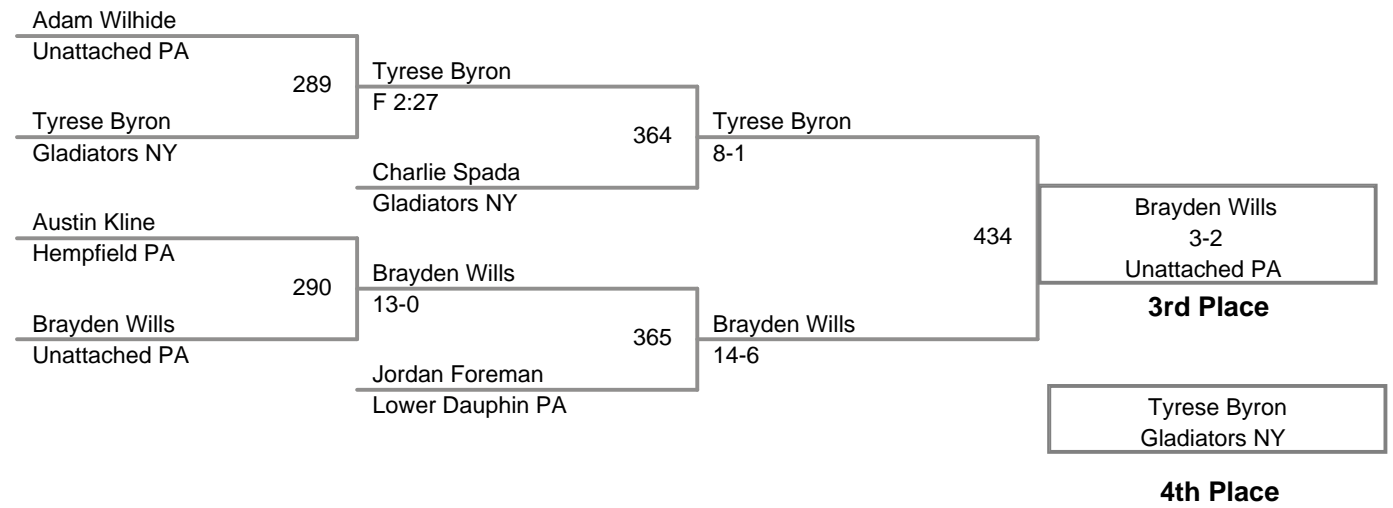 Adam Wilhide
Unattached PA
289
Tyrese Byron
Gladiators NY
Austin Kline
Hempfield PA
290
Brayden Wills
Unattached PA
Tyrese Byron
F 2:27
364
Charlie Spada
Gladiators NY
Brayden Wills
13-0
365
Jordan Foreman
Lower Dauphin PA
Tyrese Byron
8-1
434
Brayden Wills
14-6
Brayden Wills
3-2
Unattached PA
3rd Place
Tyrese Byron
Gladiators NY
4th Place